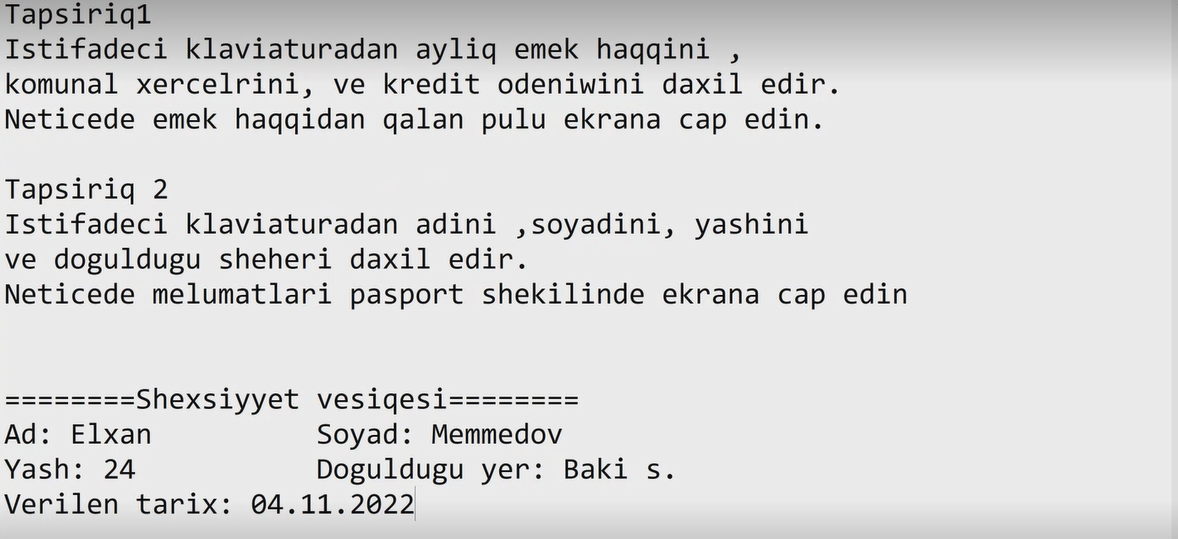 Tapsiriq1
Istifadeci klaviaturadan ayliq emek haqqini ,
komunal xercelrini, ve kredit odeniwini daxil edir.
Neticede emek haqqidan qalan pulu ekrana cap edin.
Tapsiriq 2
Istifadeci klaviaturadan adini ,soyadini, yashini
ve doguldugu sheheri daxil edir.
Neticede melumatlari pasport shekilinde ekrana cap edin
========Shexsiyyet vesiqesi========
Ad: Elxan          Soyad: Memmedov
Yash: 24           Doguldugu yer: Baki s.
Verilen tarix: 04.11.2022